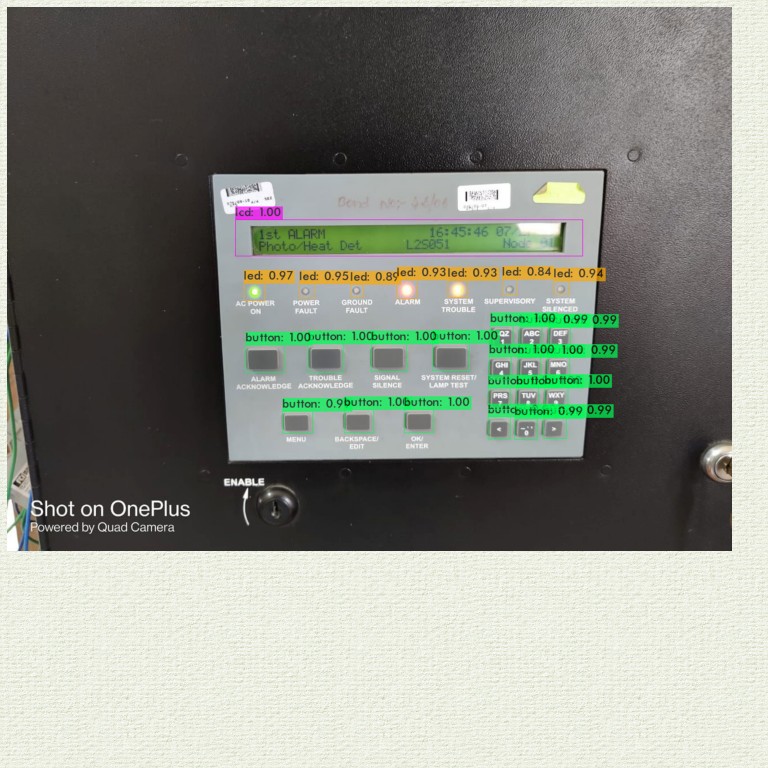 lcd: 1.00
1st ALARM 16:45:46 07/
Photo/Heat Det L2S051
led: 0.97 led: 0.95 led: 0.89 led: 0.93 led: 0.93 led: 0.84 led: 0.94
AC POWER ON
POWER FAULT
GROUND FAULT
ALARM
SYSTEM TROUBLE
SUPERVISORY
SYSTEM SILENCED
button: 1.00 0.99 0.99
QZ 1 ABC 2 DEF 3
button: 1.00 button: 1.00 button: 1.00 button: 1.00
button: 1.00 1.00 0.99
GHI 4 JKL 5 MNO 6
ALARM ACKNOWLEDGE
TROUBLE ACKNOWLEDGE
SIGNAL SILENCE
SYSTEM RESET/ LAMP TEST
button: 1.00
PRS 7 TUV 8 WXY 9
button: 0.9 button: 1.00 button: 1.00
button: 0.99 0.99
< 0 >
MENU
BACKSPACE/ EDIT
OK/ ENTER
ENABLE
Shot on OnePlus
Powered by Quad Camera